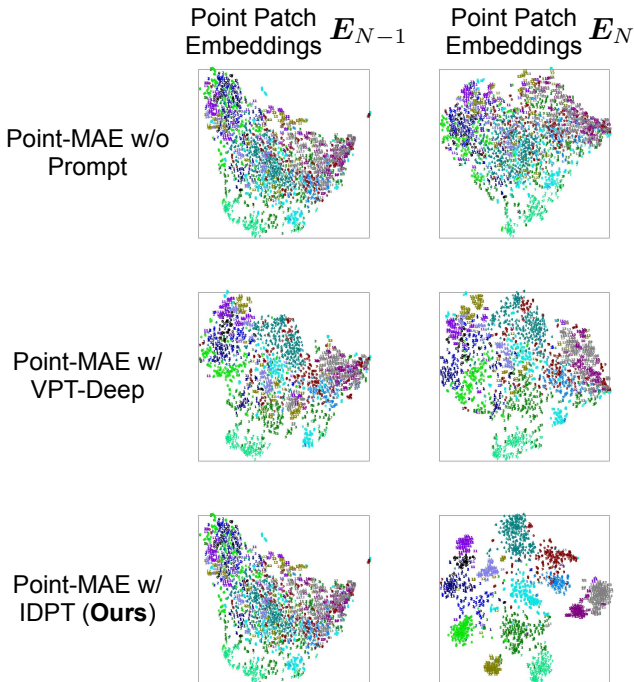 Point Patch
Embeddings E_{N−1}
Point Patch
Embeddings E_N
Point-MAE w/o
Prompt
Point-MAE w/
VPT-Deep
Point-MAE w/
IDPT (Ours)